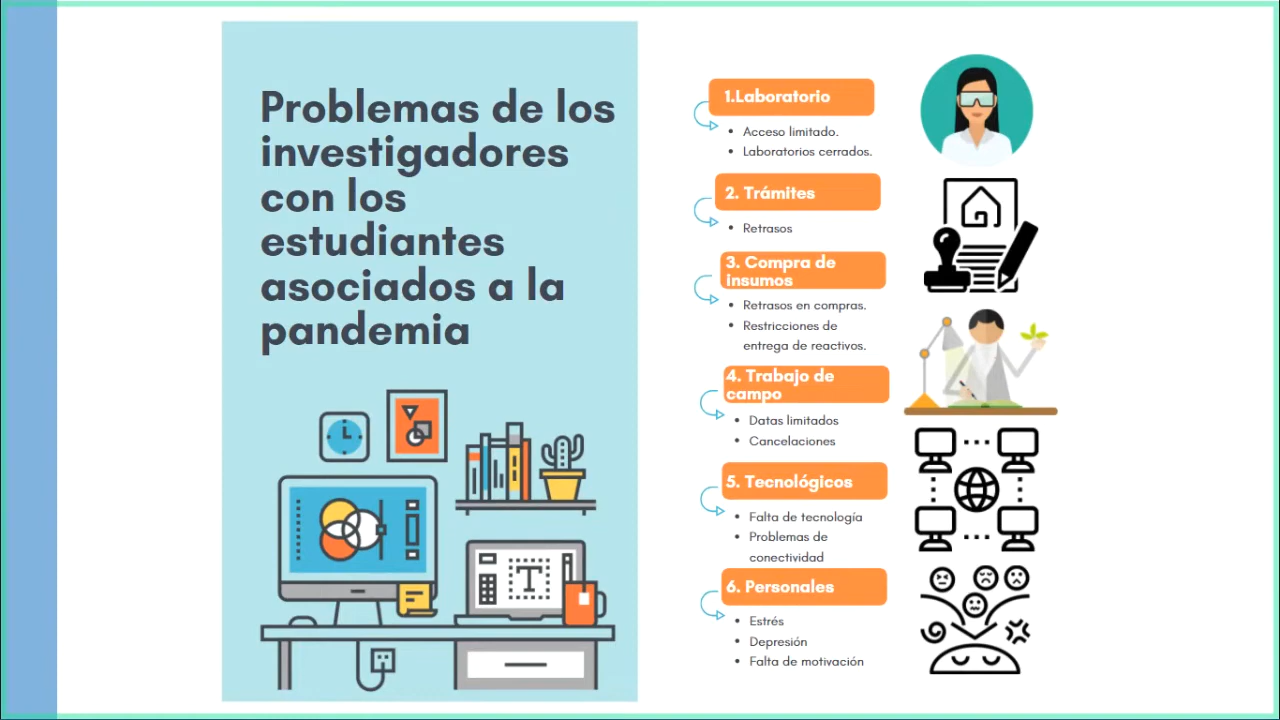 Problemas de los
investigadores
con los
estudiantes
asociados a la
pandemia
1.Laboratorio
• Acceso limitado.
• Laboratorios cerrados.
2. Trámites
• Retrasos
3. Compra de
insumos
• Retrasos en compras.
• Restricciones de
entrega de reactivos.
4. Trabajo de
campo
• Datas limitados
• Cancelaciones
5. Tecnológicos
• Falta de tecnología
• Problemas de
conectividad
6. Personales
• Estrés
• Depresión
• Falta de motivación
T